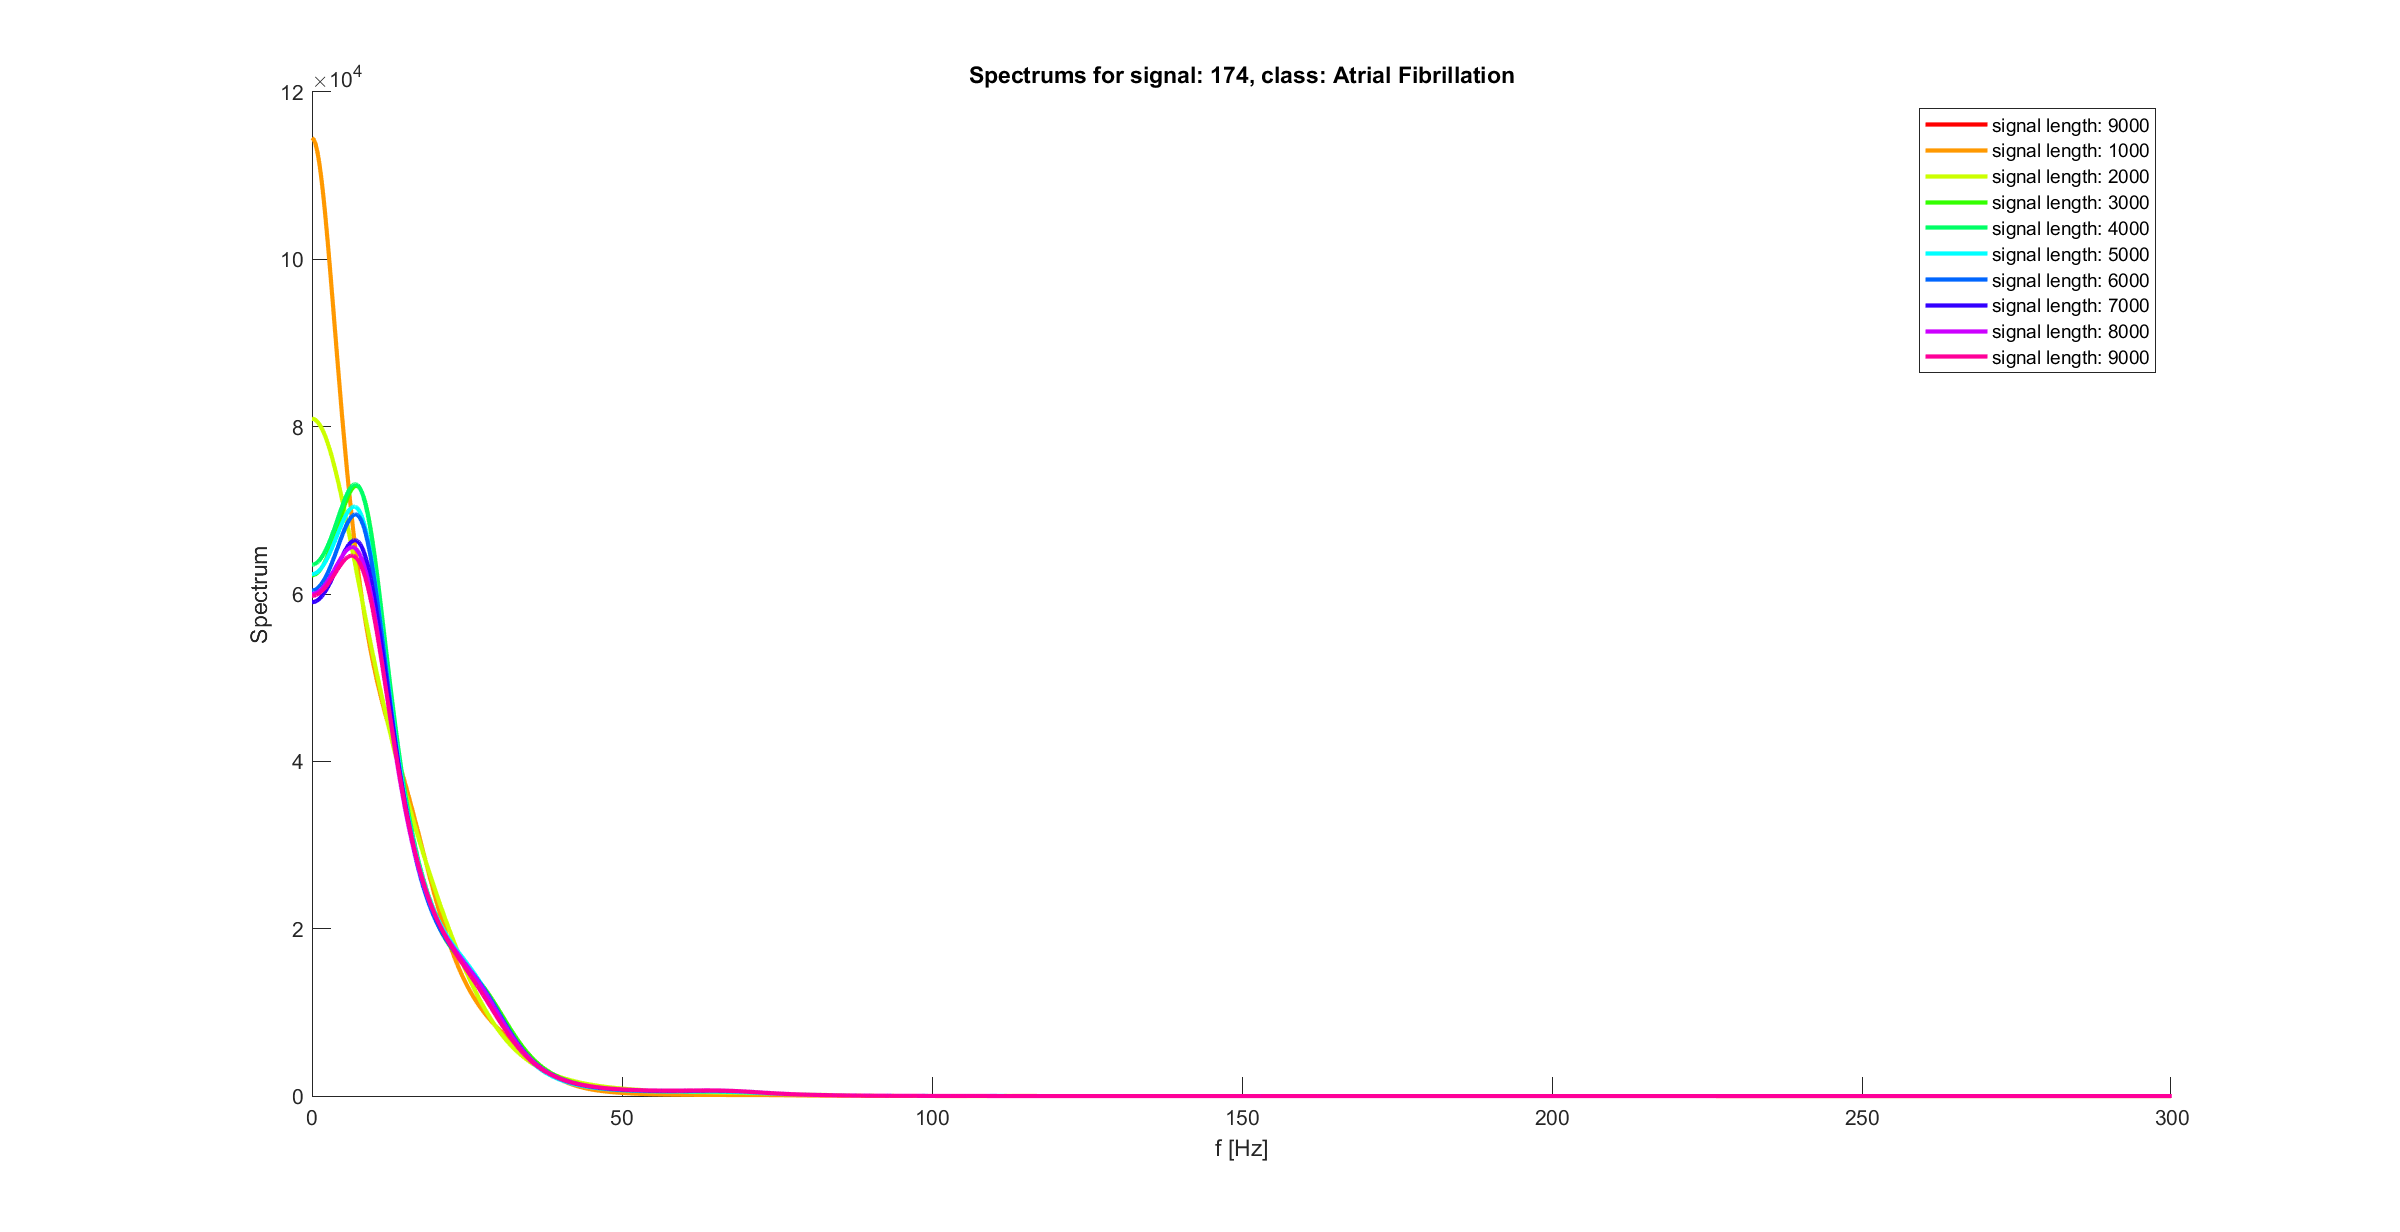 Spectrums for signal: 174, class: Atrial Fibrillation
×10^4
12
10
8
6
4
2
0
Spectrum
0 50 100 150 200 250 300
f [Hz]
signal length: 9000
signal length: 1000
signal length: 2000
signal length: 3000
signal length: 4000
signal length: 5000
signal length: 6000
signal length: 7000
signal length: 8000
signal length: 9000